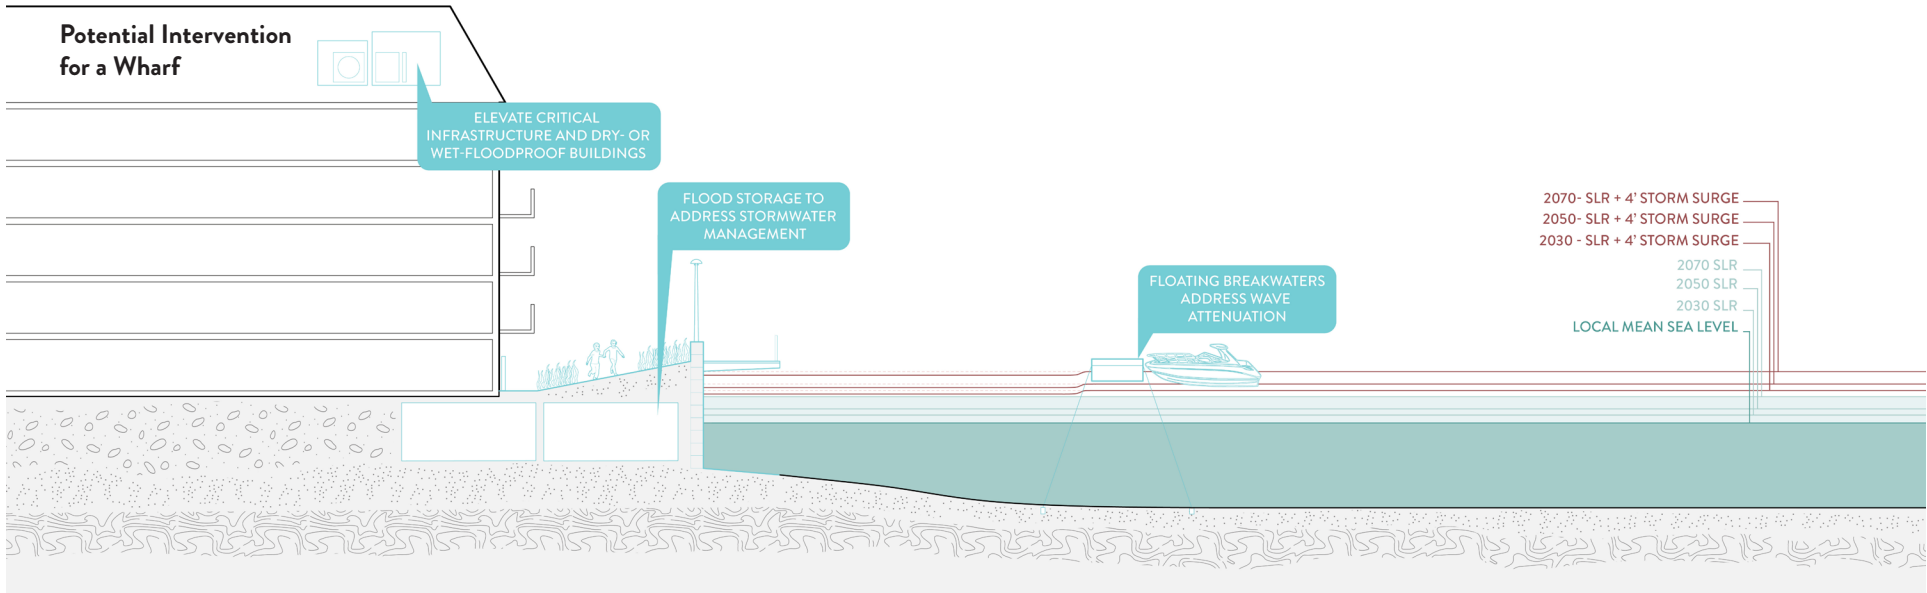 Potential Intervention
for a Wharf
ELEVATE CRITICAL
INFRASTRUCTURE AND DRY- OR
WET-FLOODPROOF BUILDINGS
FLOOD STORAGE TO
ADDRESS STORMWATER
MANAGEMENT
FLOATING BREAKWATERS
ADDRESS WAVE
ATTENUATION
2070- SLR + 4' STORM SURGE
2050- SLR + 4' STORM SURGE
2030 - SLR + 4' STORM SURGE
2070 SLR
2050 SLR
2030 SLR
LOCAL MEAN SEA LEVEL